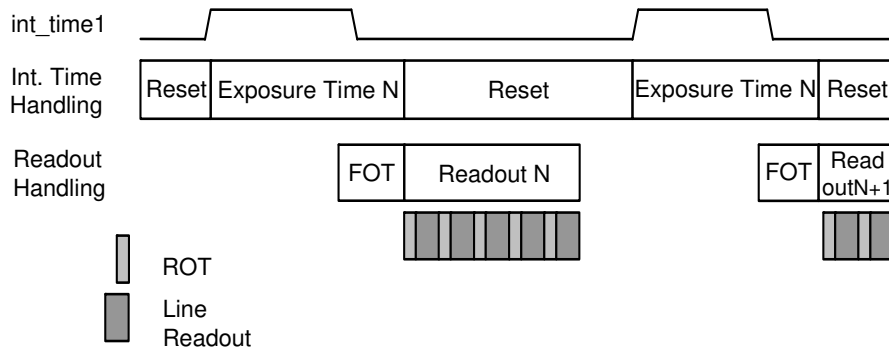 int_time1
Int. Time
Handling
Reset
Exposure Time N
Reset
Exposure Time N
Reset
Readout
Handling
FOT
Readout N
FOT
Read
outN+1
ROT
Line
Readout